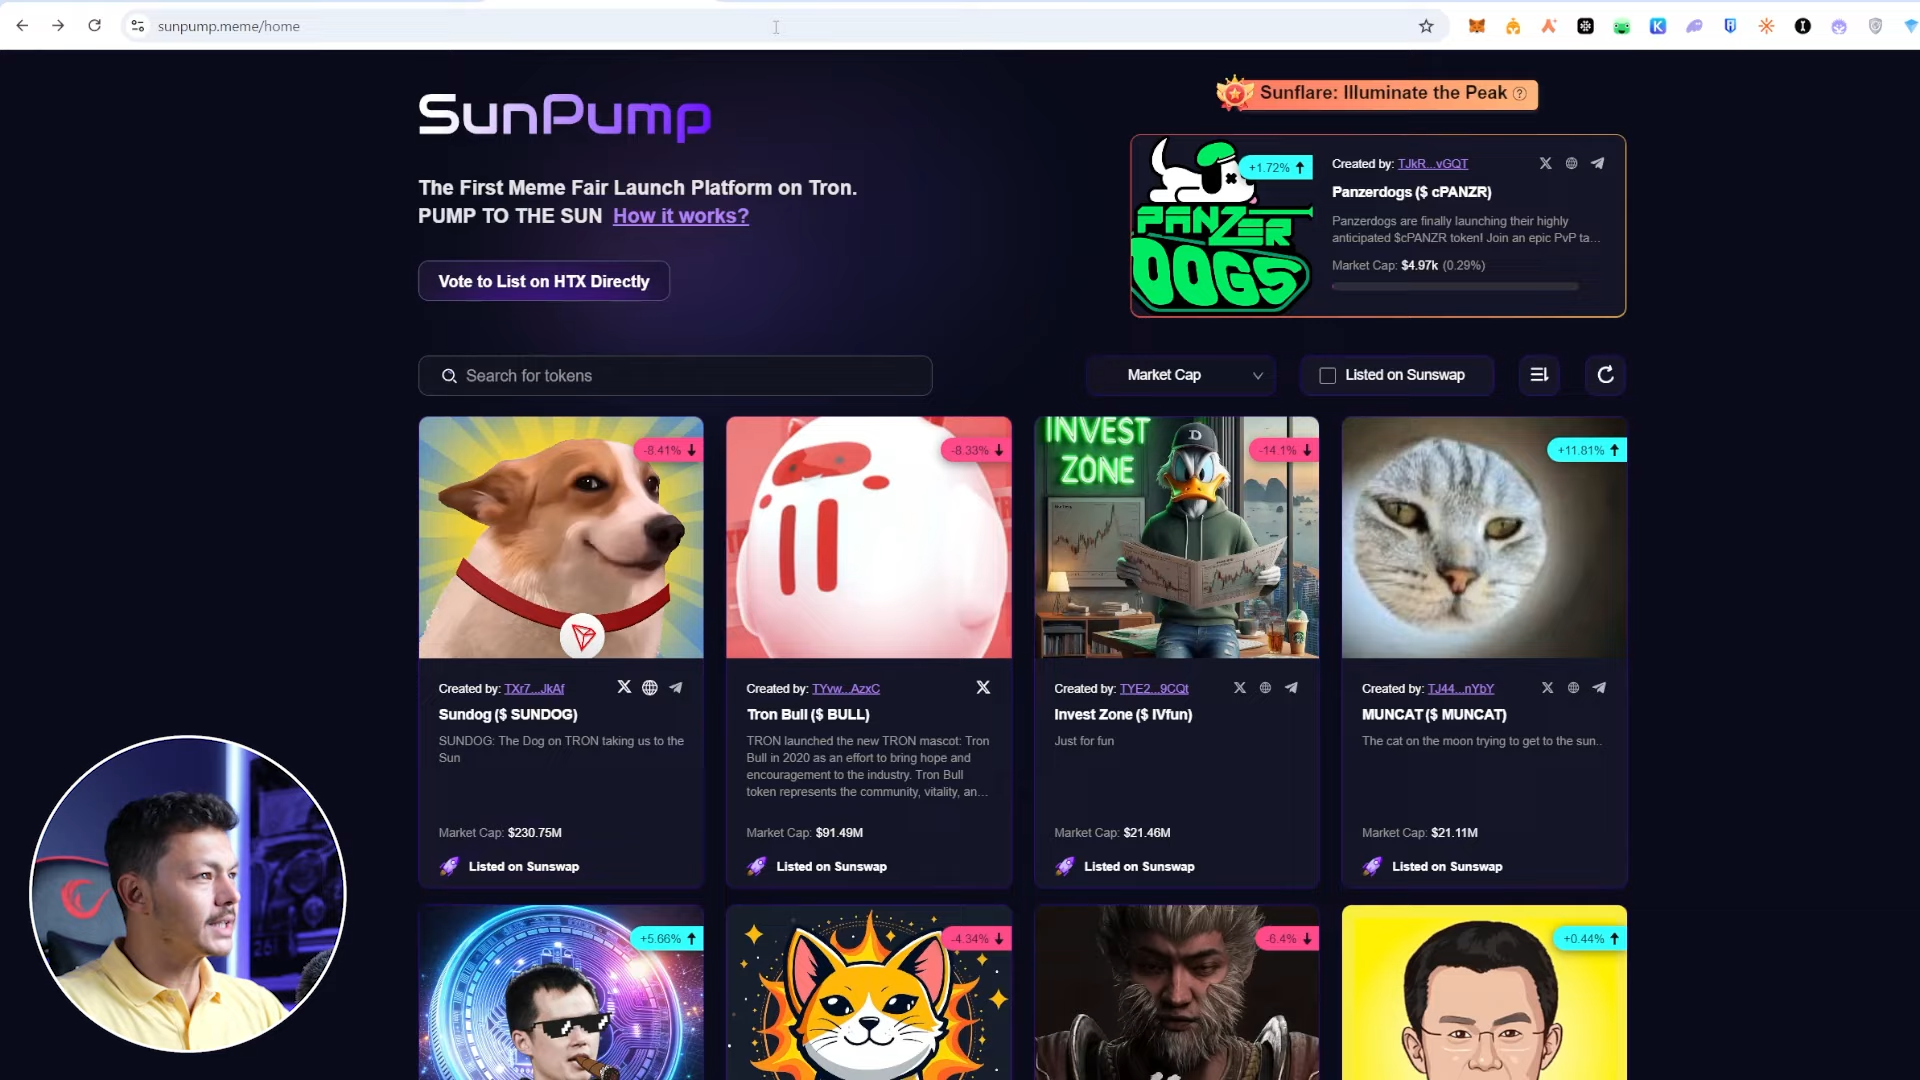 sunpump.meme/home
SunPump
Sunflare: Illuminate the Peak
The First Meme Fair Launch Platform on Tron.
PUMP TO THE SUN How it works?
Vote to List on HTX Directly
+1.72%
PANZER
DOGS
Created by: TJkR...vGQT
Panzerdogs ($ cPANZR)
Panzerdogs are finally launching their highly
anticipated $cPANZR token! Join an epic PvP ta...
Market Cap: $4.97k (0.29%)
Search for tokens
Market Cap
Listed on Sunswap
-8.41%
Created by: TXr7...JkAf
Sundog ($ SUNDOG)
SUNDOG: The Dog on TRON taking us to the
Sun
Market Cap: $230.75M
Listed on Sunswap
-8.33%
Created by: TYvw...AzxC
Tron Bull ($ BULL)
TRON launched the new TRON mascot: Tron
Bull in 2020 as an effort to bring hope and
encouragement to the industry. Tron Bull
token represents the community, vitality, an...
Market Cap: $91.49M
Listed on Sunswap
INVEST
ZONE
D
-14.1%
Created by: TYE2...9CQt
Invest Zone ($ IVfun)
Just for fun
Market Cap: $21.46M
Listed on Sunswap
+11.81%
Created by: TJ44...nYbY
MUNCAT ($ MUNCAT)
The cat on the moon trying to get to the sun..
Market Cap: $21.11M
Listed on Sunswap
+5.66%
-4.34%
-6.4%
+0.44%